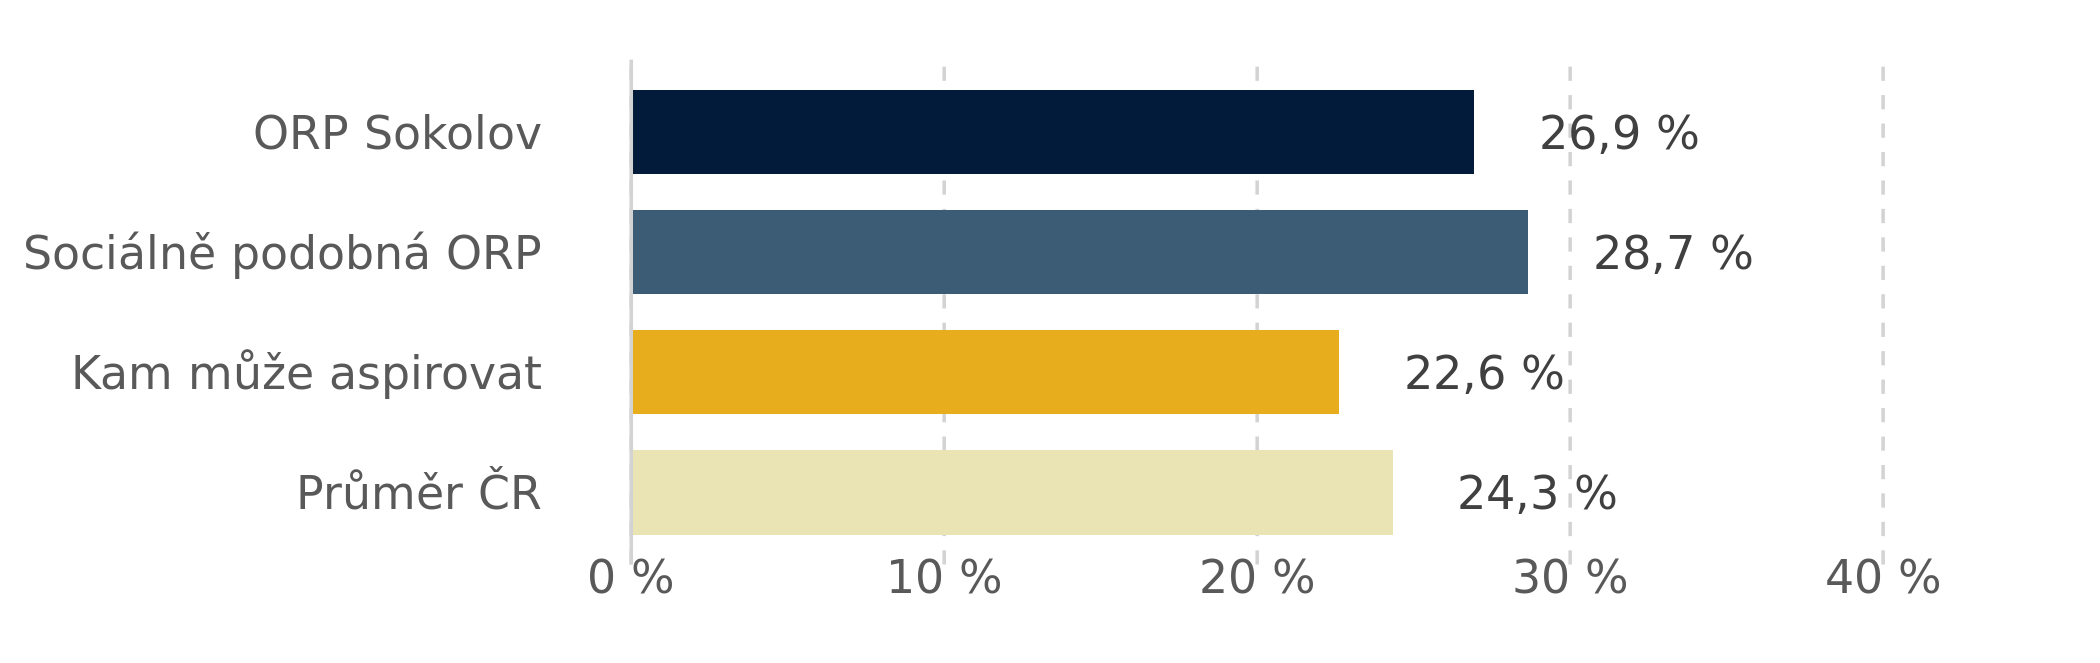 ORP Sokolov 26,9 %
Sociálně podobná ORP 28,7 %
Kam může aspirovat 22,6 %
Průměr ČR 24,3 %
0 % 10 % 20 % 30 % 40 %